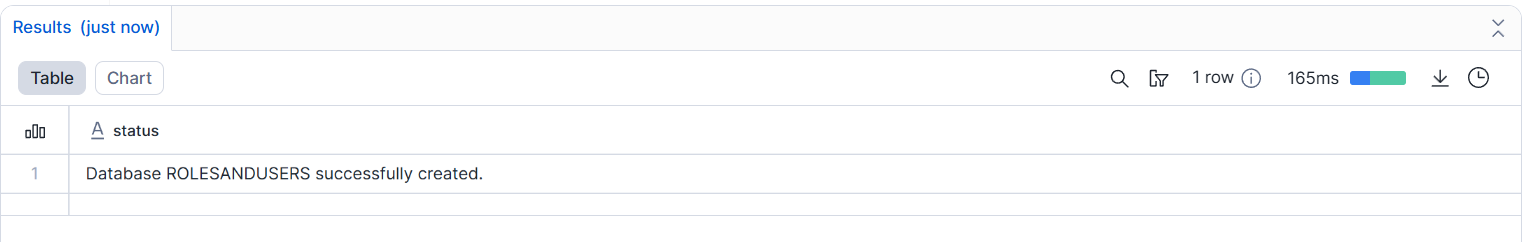 Results (just now)
Table Chart 1 row 165ms
A status
1 Database ROLESANDUSERS successfully created.